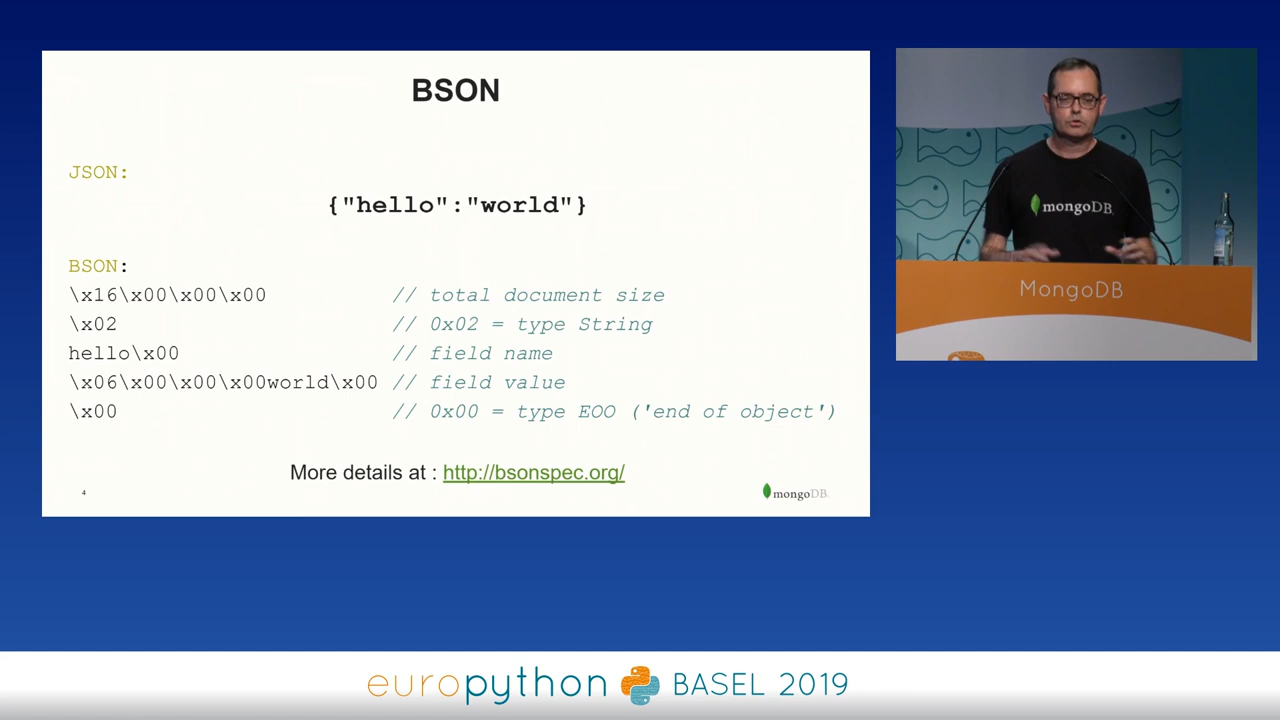 BSON
JSON:
{"hello":"world"}
BSON:
\x16\x00\x00\x00 // total document size
\x02 // 0x02 = type String
hello\x00 // field name
\x06\x00\x00\x00world\x00 // field value
\x00 // 0x00 = type EOO ('end of object')
More details at : http://bsonspec.org/
4
mongoDB
mongoDB
MongoDB
europython BASEL 2019